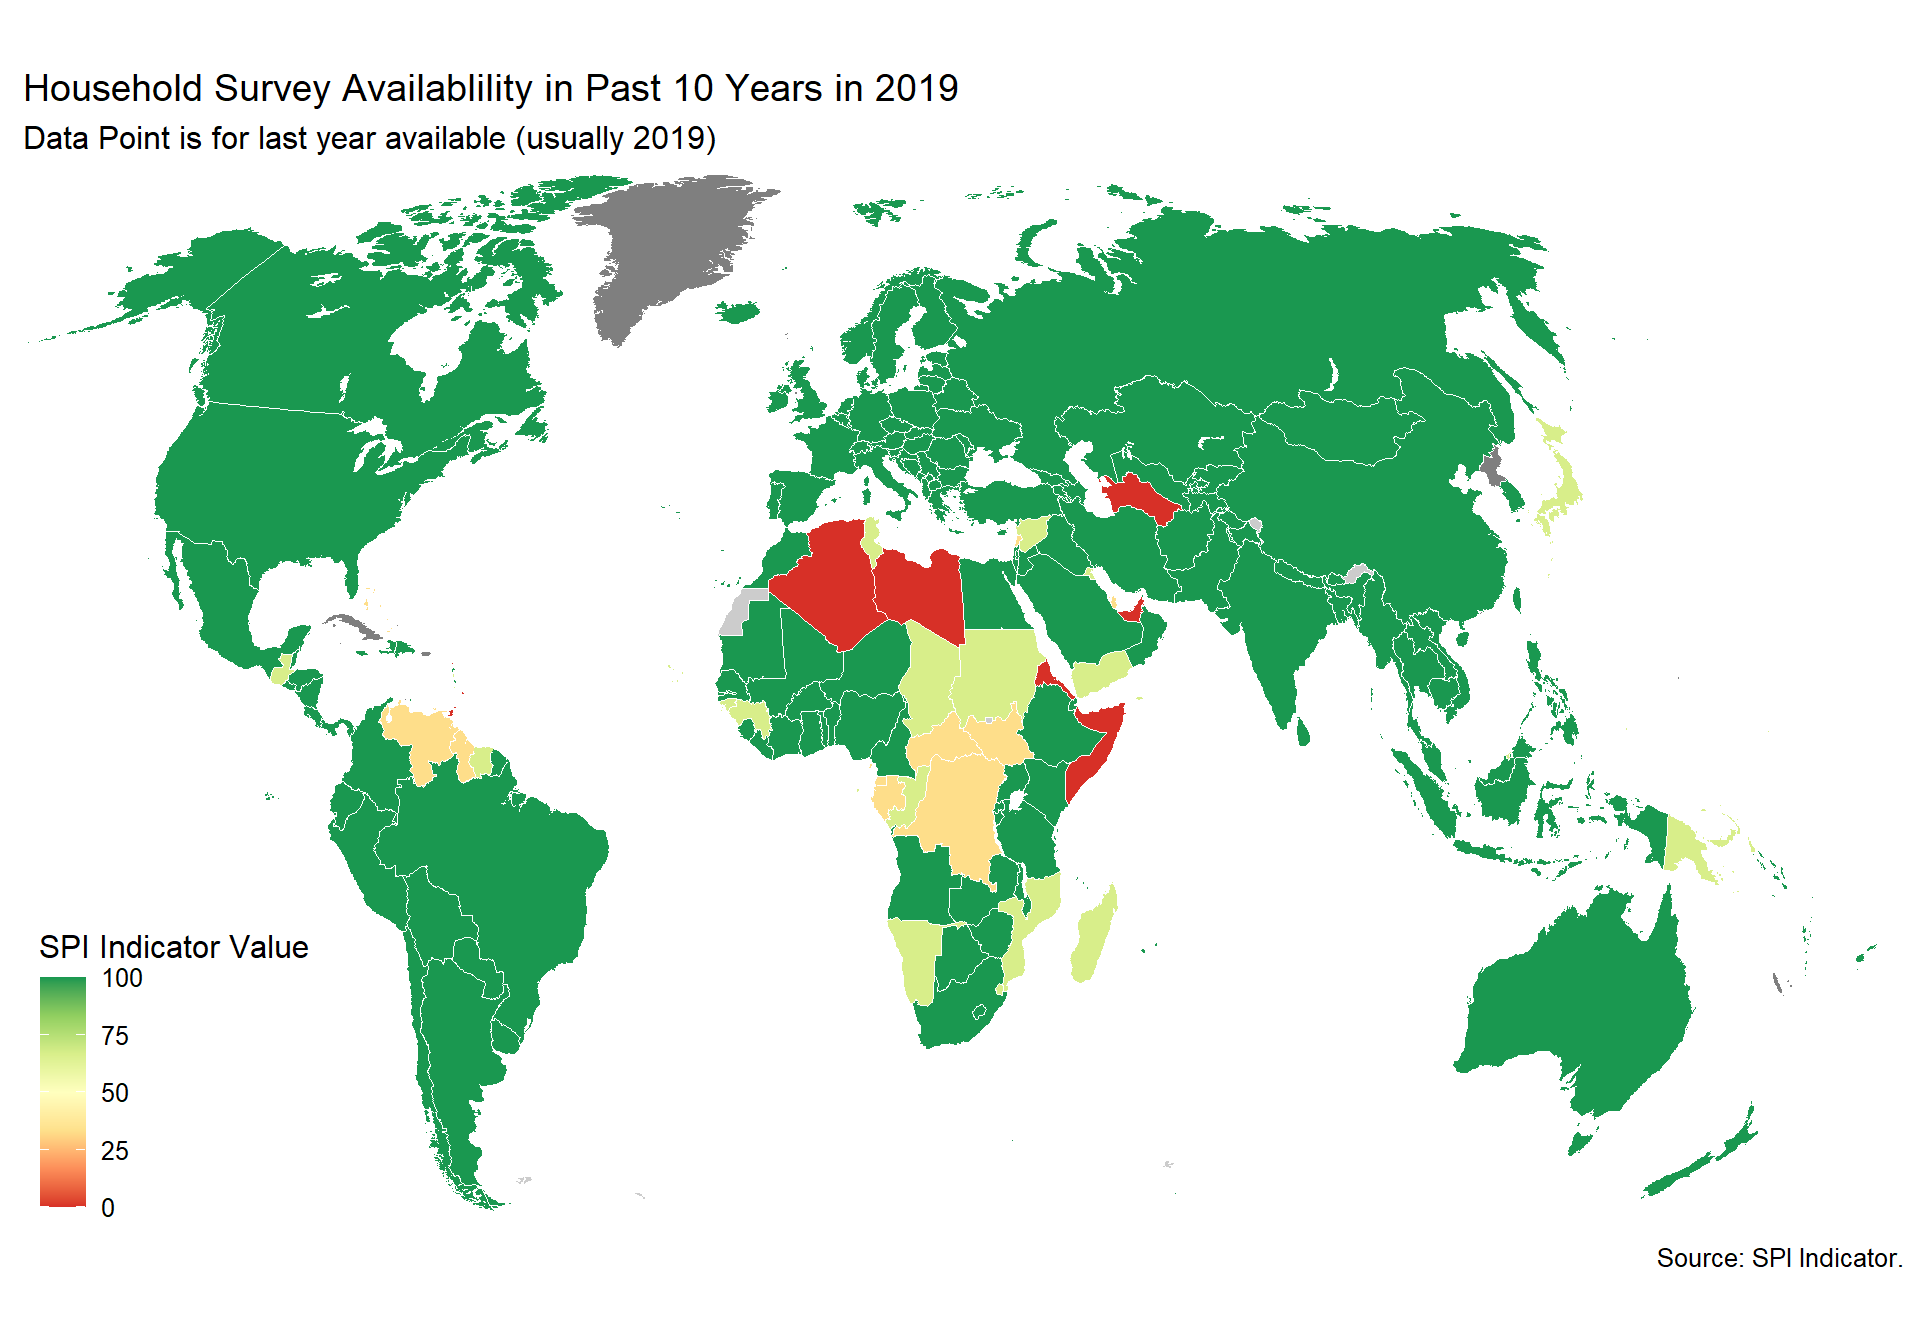 Household Survey Availablility in Past 10 Years in 2019
Data Point is for last year available (usually 2019)
SPI Indicator Value
100
75
50
25
0
Source: SPI Indicator.